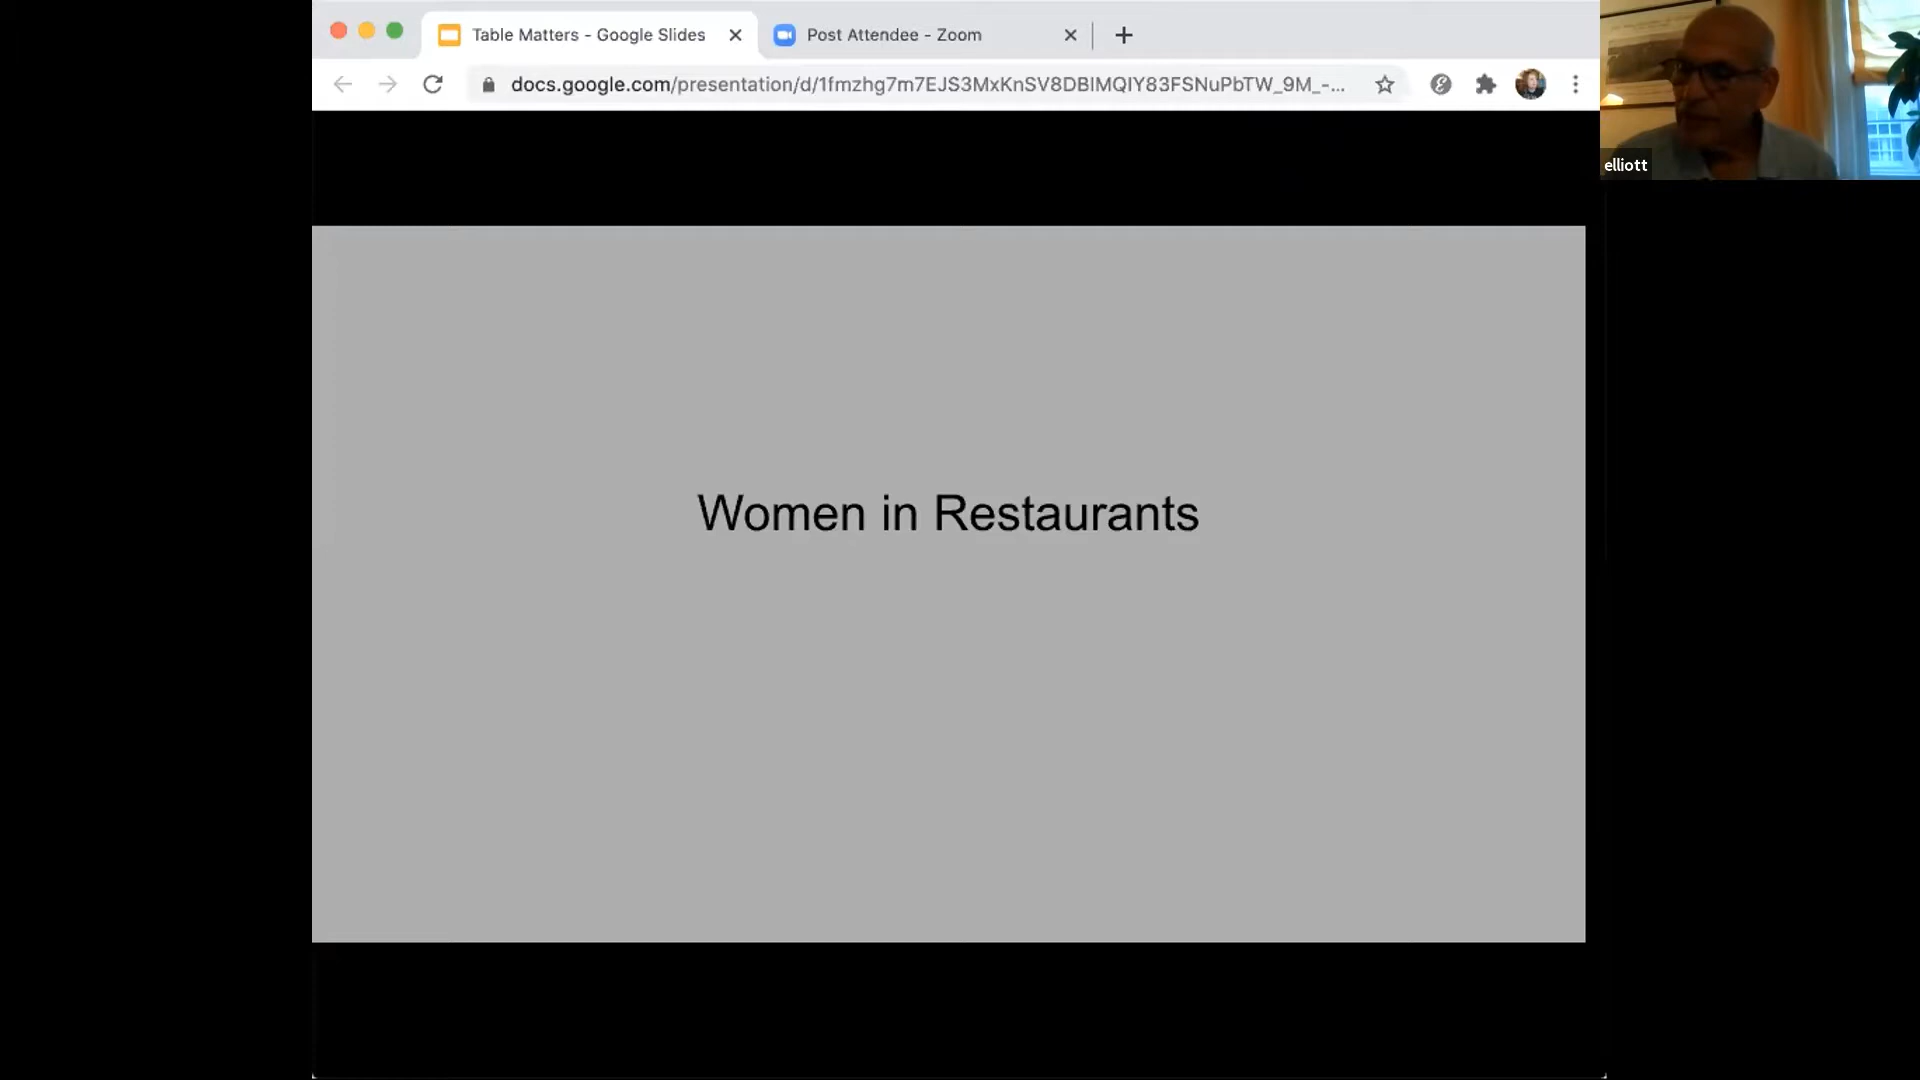 Table Matters - Google Slides
Post Attendee - Zoom
docs.google.com/presentation/d/1fmzhg7m7EJS3MxKnSV8DBIMQIY83FSNuPbTW_9M_-...
elliott
Women in Restaurants